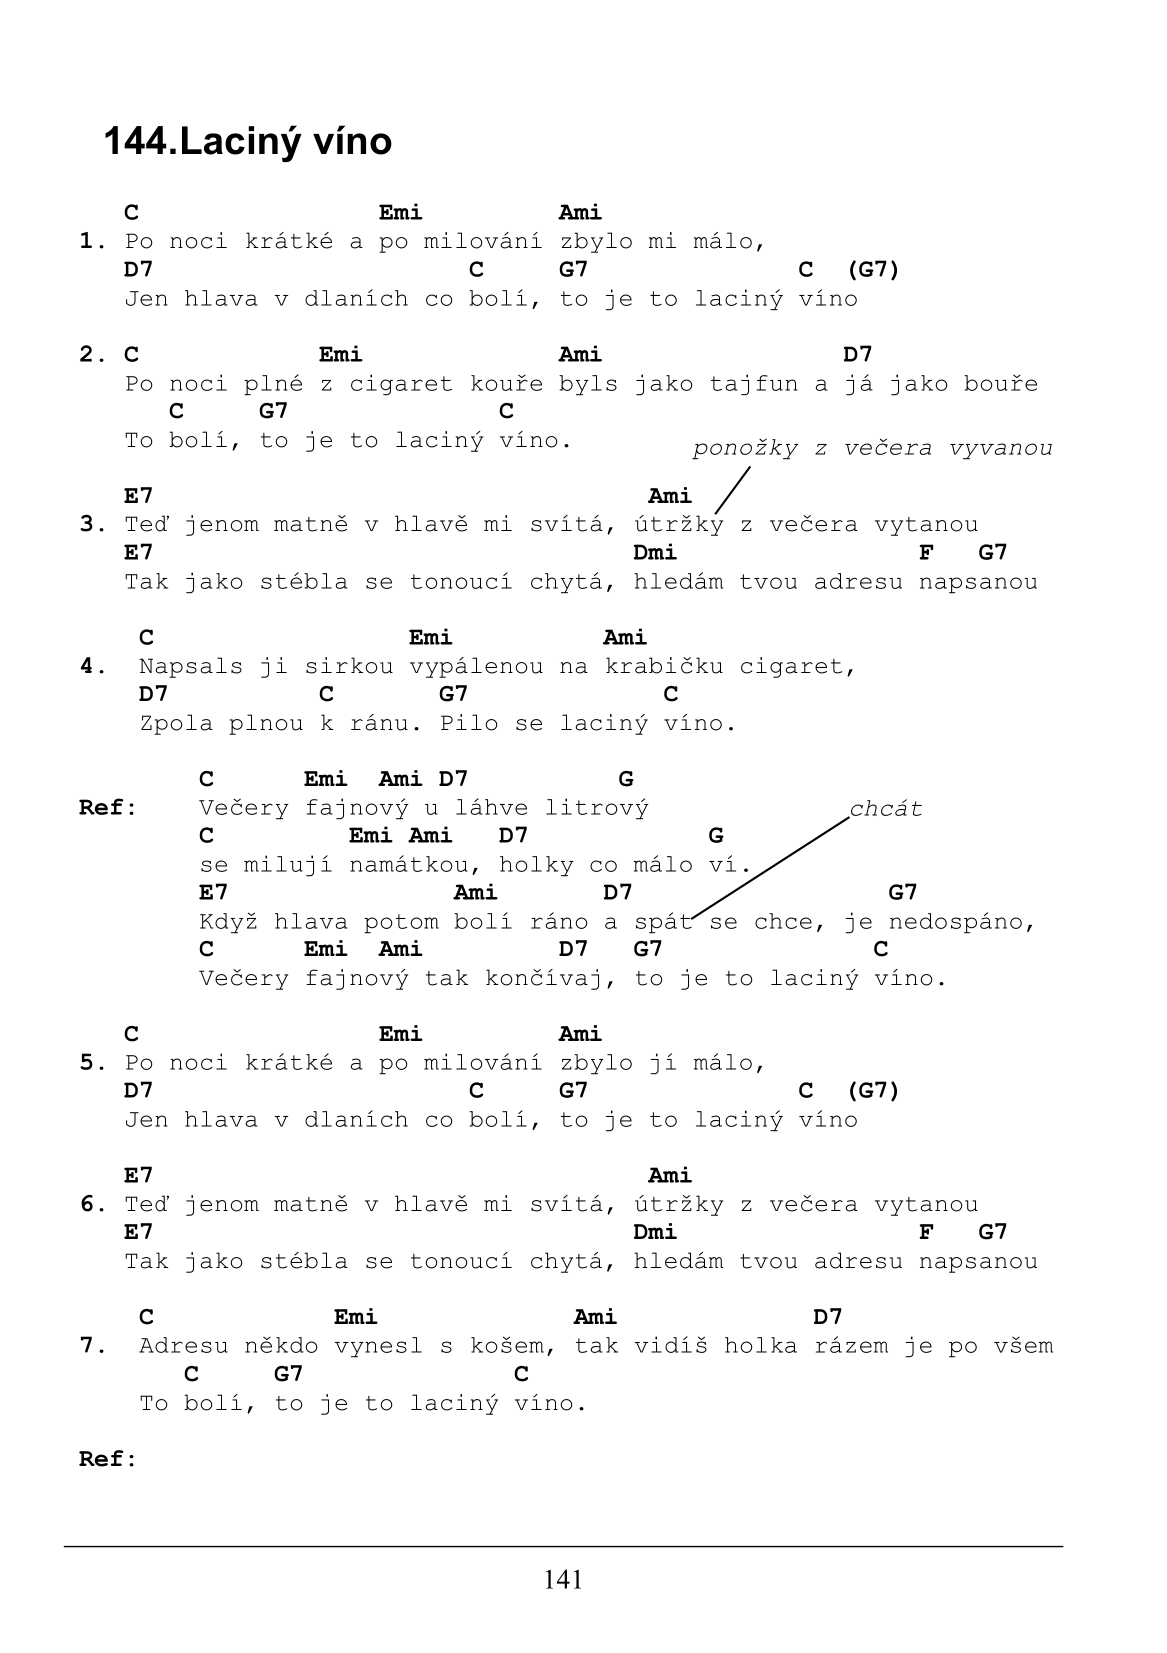 144.Laciný víno
C Emi Ami
1. Po noci krátké a po milování zbylo mi málo,
D7 C G7 C (G7)
Jen hlava v dlaních co bolí, to je to laciný víno
2. C Emi Ami D7
Po noci plné z cigaret kouře byls jako tajfun a já jako bouře
C G7 C
To bolí, to je to laciný víno.
ponožky z večera vyvanou
E7 Ami
3. Teď jenom matně v hlavě mi svítá, útržky z večera vytanou
E7 Dmi F G7
Tak jako stébla se tonoucí chytá, hledám tvou adresu napsanou
C Emi Ami
4. Napsals ji sirkou vypálenou na krabičku cigaret,
D7 C G7 C
Zpola plnou k ránu. Pilo se laciný víno.
C Emi Ami D7 G
Ref: Večery fajnový u láhve litrový
chcát
C Emi Ami D7 G
se milují namátkou, holky co málo ví.
E7 Ami D7 G7
Když hlava potom bolí ráno a spát se chce, je nedospáno,
C Emi Ami D7 G7 C
Večery fajnový tak končívaj, to je to laciný víno.
C Emi Ami
5. Po noci krátké a po milování zbylo jí málo,
D7 C G7 C (G7)
Jen hlava v dlaních co bolí, to je to laciný víno
E7 Ami
6. Teď jenom matně v hlavě mi svítá, útržky z večera vytanou
E7 Dmi F G7
Tak jako stébla se tonoucí chytá, hledám tvou adresu napsanou
C Emi Ami D7
7. Adresu někdo vynesl s košem, tak vidíš holka rázem je po všem
C G7 C
To bolí, to je to laciný víno.
Ref:
141